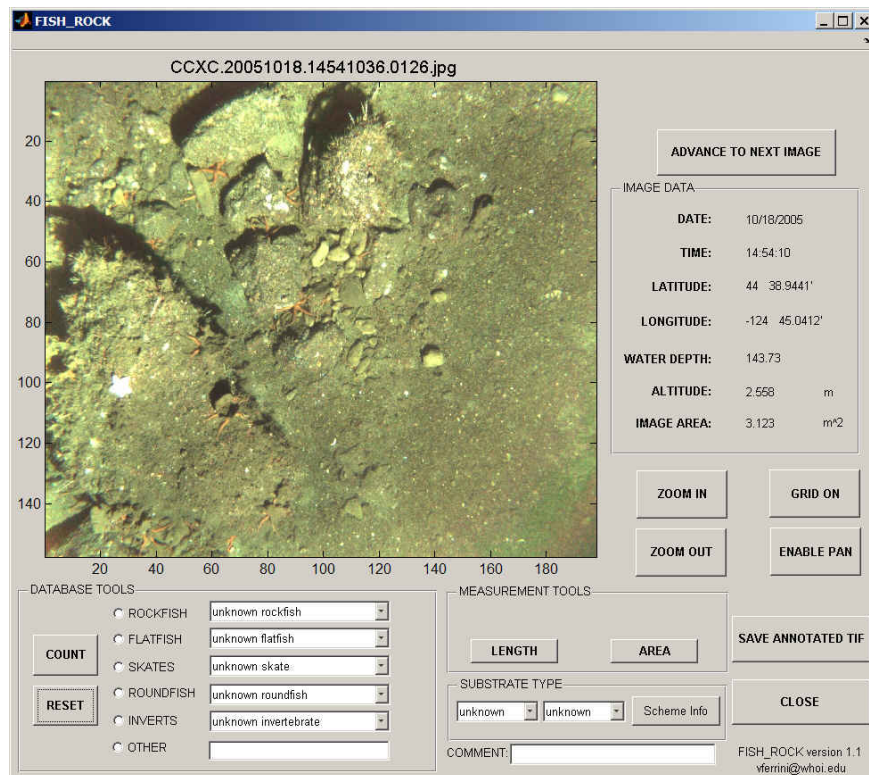 FISH_ROCK
CCXC.20051018.14541036.0126.jpg
20
40
60
80
100
120
140
20 40 60 80 100 120 140 160 180
ADVANCE TO NEXT IMAGE
IMAGE DATA
DATE: 10/18/2005
TIME: 14:54:10
LATITUDE: 44 38.9441'
LONGITUDE: -124 45.0412'
WATER DEPTH: 143.73
ALTITUDE: 2.558 m
IMAGE AREA: 3.123 m^2
ZOOM IN GRID ON
ZOOM OUT ENABLE PAN
DATABASE TOOLS
COUNT
RESET
ROCKFISH unknown rockfish
FLATFISH unknown flatfish
SKATES unknown skate
ROUNDFISH unknown roundfish
INVERTS unknown invertebrate
OTHER
MEASUREMENT TOOLS
LENGTH AREA
SUBSTRATE TYPE
unknown unknown Scheme Info
COMMENT:
SAVE ANNOTATED TIF
CLOSE
FISH_ROCK version 1.1
vferrini@whoi.edu